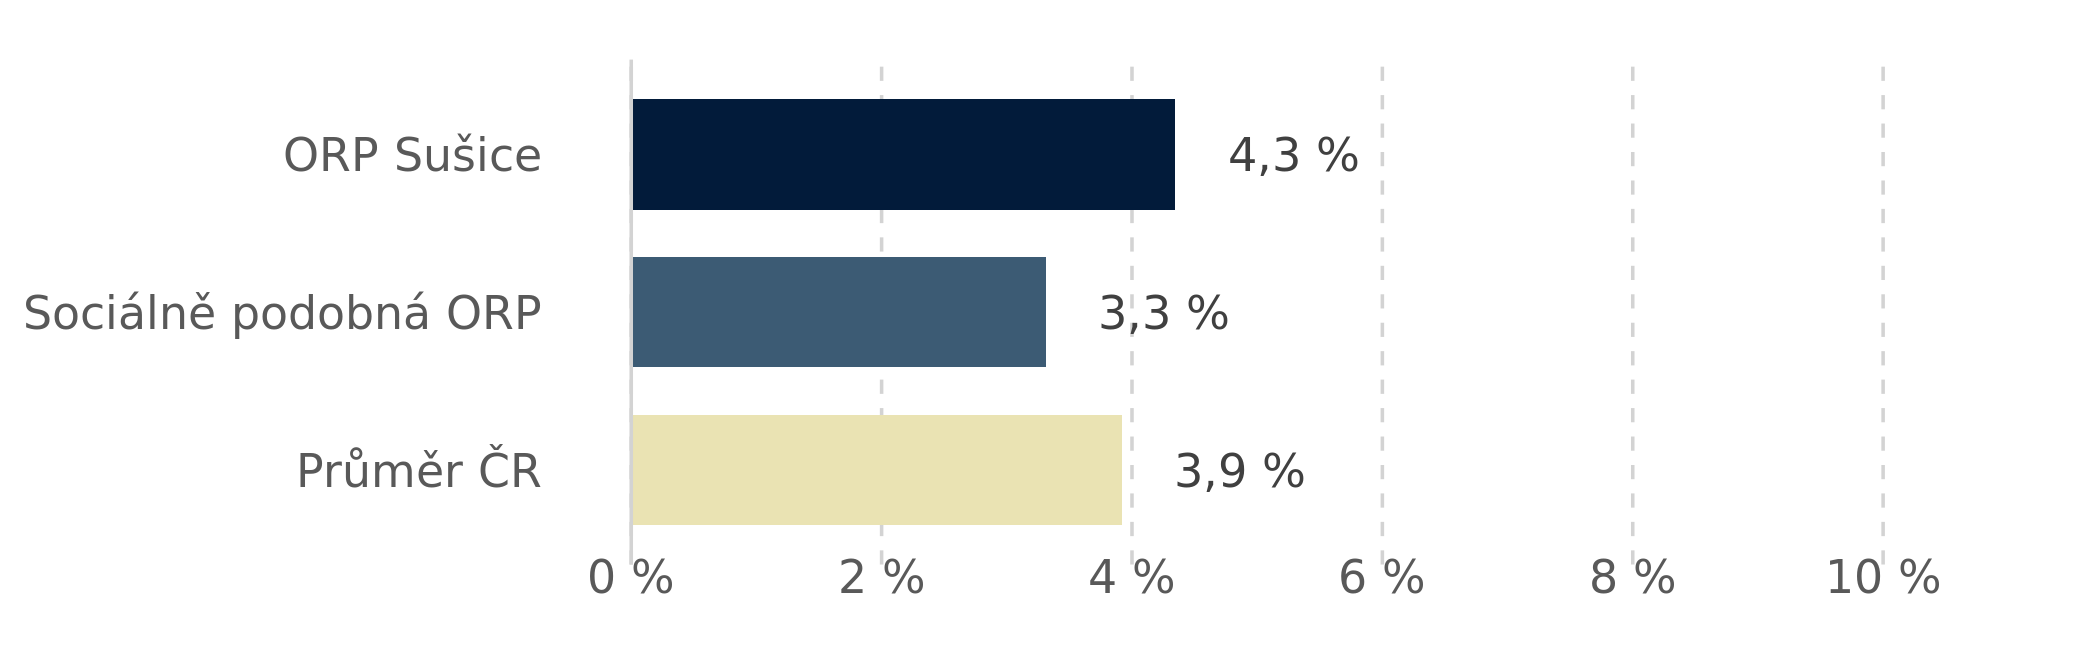 ORP Sušice 4,3 %
Sociálně podobná ORP 3,3 %
Průměr ČR 3,9 %
0 % 2 % 4 % 6 % 8 % 10 %